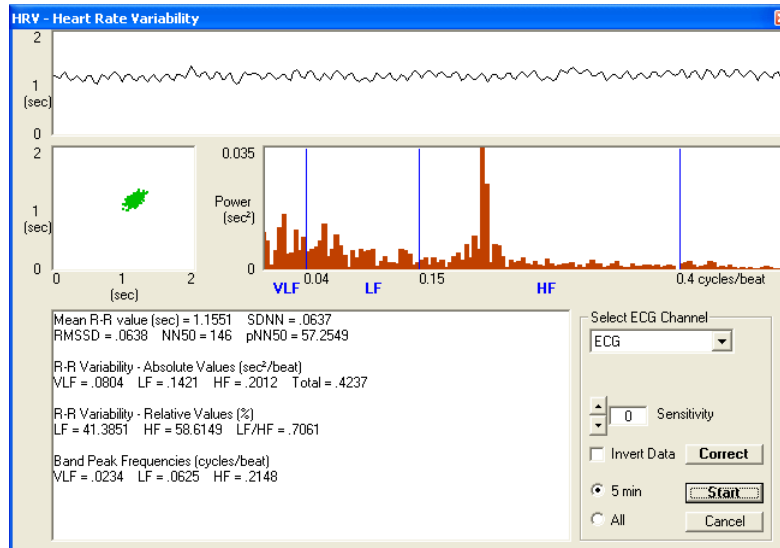 HRV - Heart Rate Variability
2
1
(sec)
0
2
1
(sec)
0
0 1 2
(sec)
0.035
Power
(sec²)
0
0.04 0.15 0.4 cycles/beat
VLF LF HF
Mean R-R value (sec) = 1.1551 SDNN = .0637
RMSSD = .0638 NN50 = 146 pNN50 = 57.2549
R-R Variability - Absolute Values (sec²/beat)
VLF = .0804 LF = .1421 HF = .2012 Total = .4237
R-R Variability - Relative Values (%)
LF = 41.3851 HF = 58.6149 LF/HF = .7061
Band Peak Frequencies (cycles/beat)
VLF = .0234 LF = .0625 HF = .2148
Select ECG Channel
ECG
0 Sensitivity
Invert Data Correct
5 min Start
All Cancel